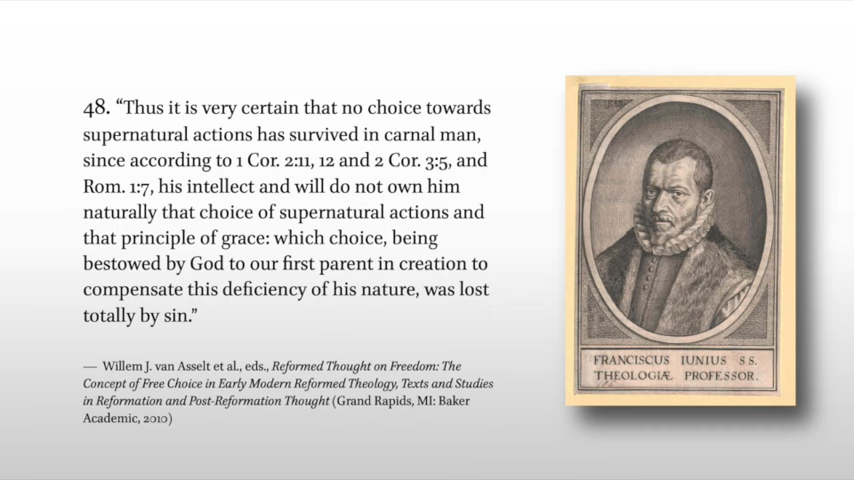 48. “Thus it is very certain that no choice towards
supernatural actions has survived in carnal man,
since according to 1 Cor. 2:11, 12 and 2 Cor. 3:5, and
Rom. 1:7, his intellect and will do not own him
naturally that choice of supernatural actions and
that principle of grace: which choice, being
bestowed by God to our first parent in creation to
compensate this deficiency of his nature, was lost
totally by sin.”
— Willem J. van Asselt et al., eds., Reformed Thought on Freedom: The
Concept of Free Choice in Early Modern Reformed Theology, Texts and Studies
in Reformation and Post-Reformation Thought (Grand Rapids, MI: Baker
Academic, 2010)
FRANCISCUS IUNIUS SS.
THEOLOGIÆ PROFESSOR.